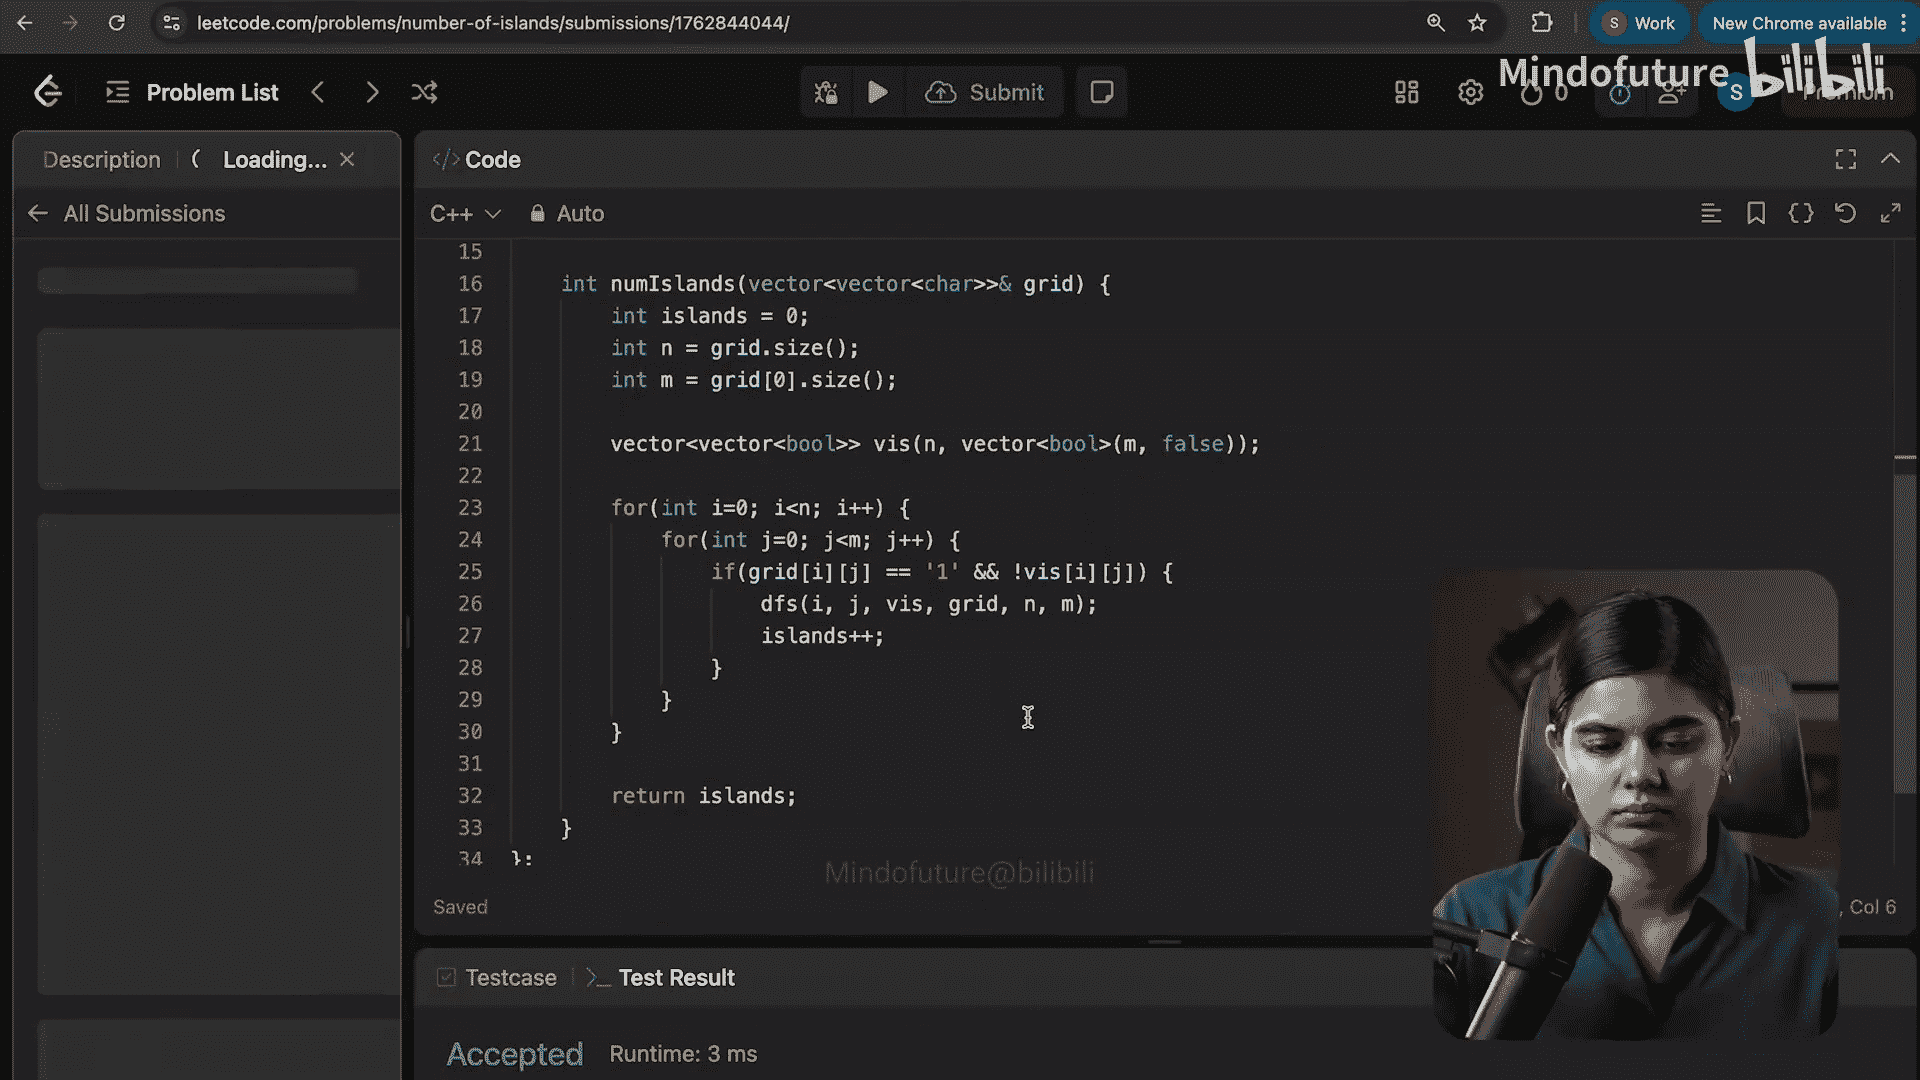 leetcode.com/problems/number-of-islands/submissions/1762844044/
S Work
New Chrome available
Mindofuture bilibili
Problem List
Submit
0
S
Premium
Description
Loading...
All Submissions
</> Code
C++
Auto
15
16 int numIslands(vector<vector<char>>& grid) {
17 int islands = 0;
18 int n = grid.size();
19 int m = grid[0].size();
20
21 vector<vector<bool>> vis(n, vector<bool>(m, false));
22
23 for(int i=0; i<n; i++) {
24 for(int j=0; j<m; j++) {
25 if(grid[i][j] == '1' && !vis[i][j]) {
26 dfs(i, j, vis, grid, n, m);
27 islands++;
28 }
29 }
30 }
31
32 return islands;
33 }
34 };
Mindofuture@bilibili
Saved
, Col 6
Testcase
>_ Test Result
Accepted Runtime: 3 ms